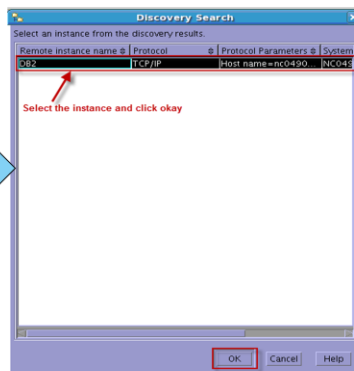 Discovery Search
Select an instance from the discovery results.
Remote instance name Protocol Protocol Parameters System
DB2 TCP/IP Host name=nc0490... NC049
Select the instance and click okay
OK Cancel Help